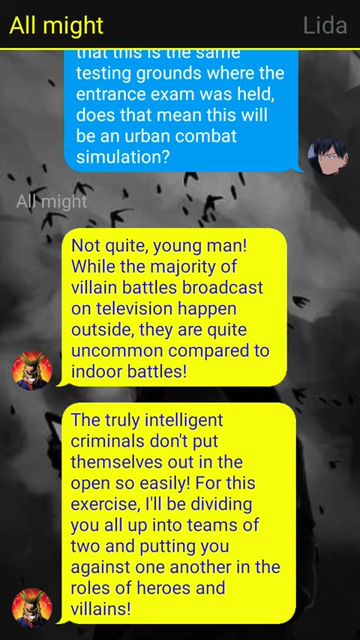 All might
Lida
that this is the same
testing grounds where the
entrance exam was held,
does that mean this will
be an urban combat
simulation?
All might
Not quite, young man!
While the majority of
villain battles broadcast
on television happen
outside, they are quite
uncommon compared to
indoor battles!
The truly intelligent
criminals don't put
themselves out in the
open so easily! For this
exercise, I'll be dividing
you all up into teams of
two and putting you
against one another in the
roles of heroes and
villains!